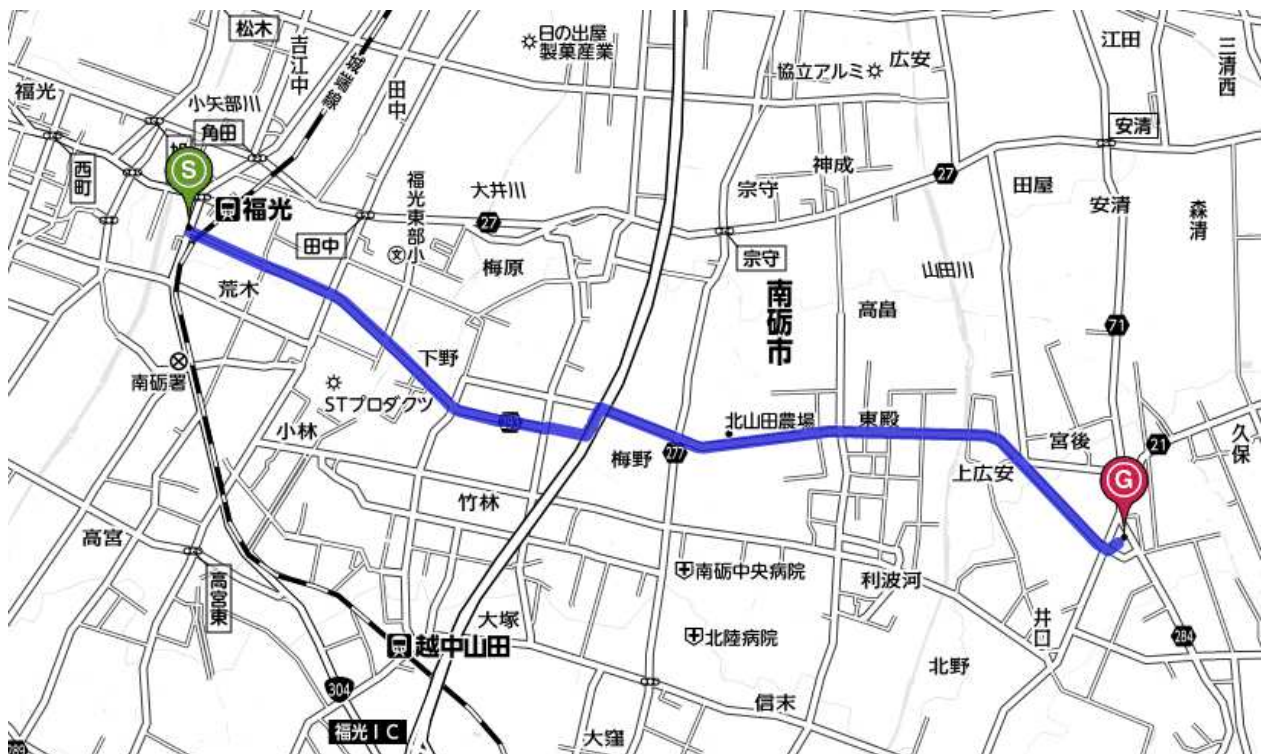 松木
吉江中
城端線
田中
日の出屋
製菓産業
協立アルミ
広安
江田
三清西
福光
小矢部川
角田
西町
S
福光
田中
福光東部小
文
大井川
27
梅原
宗守
神成
27
宗守
安清
田屋
安清
森清
山田川
南砺市
高畠
71
荒木
南砺署
下野
STプロダクツ
小林
北山田農場
東殿
梅野
277
宮後
21
久保
上広安
G
竹林
高宮
高宮東
南砺中央病院
利波河
大塚
越中山田
北陸病院
井口
284
北野
304
福光IC
信末
大窪